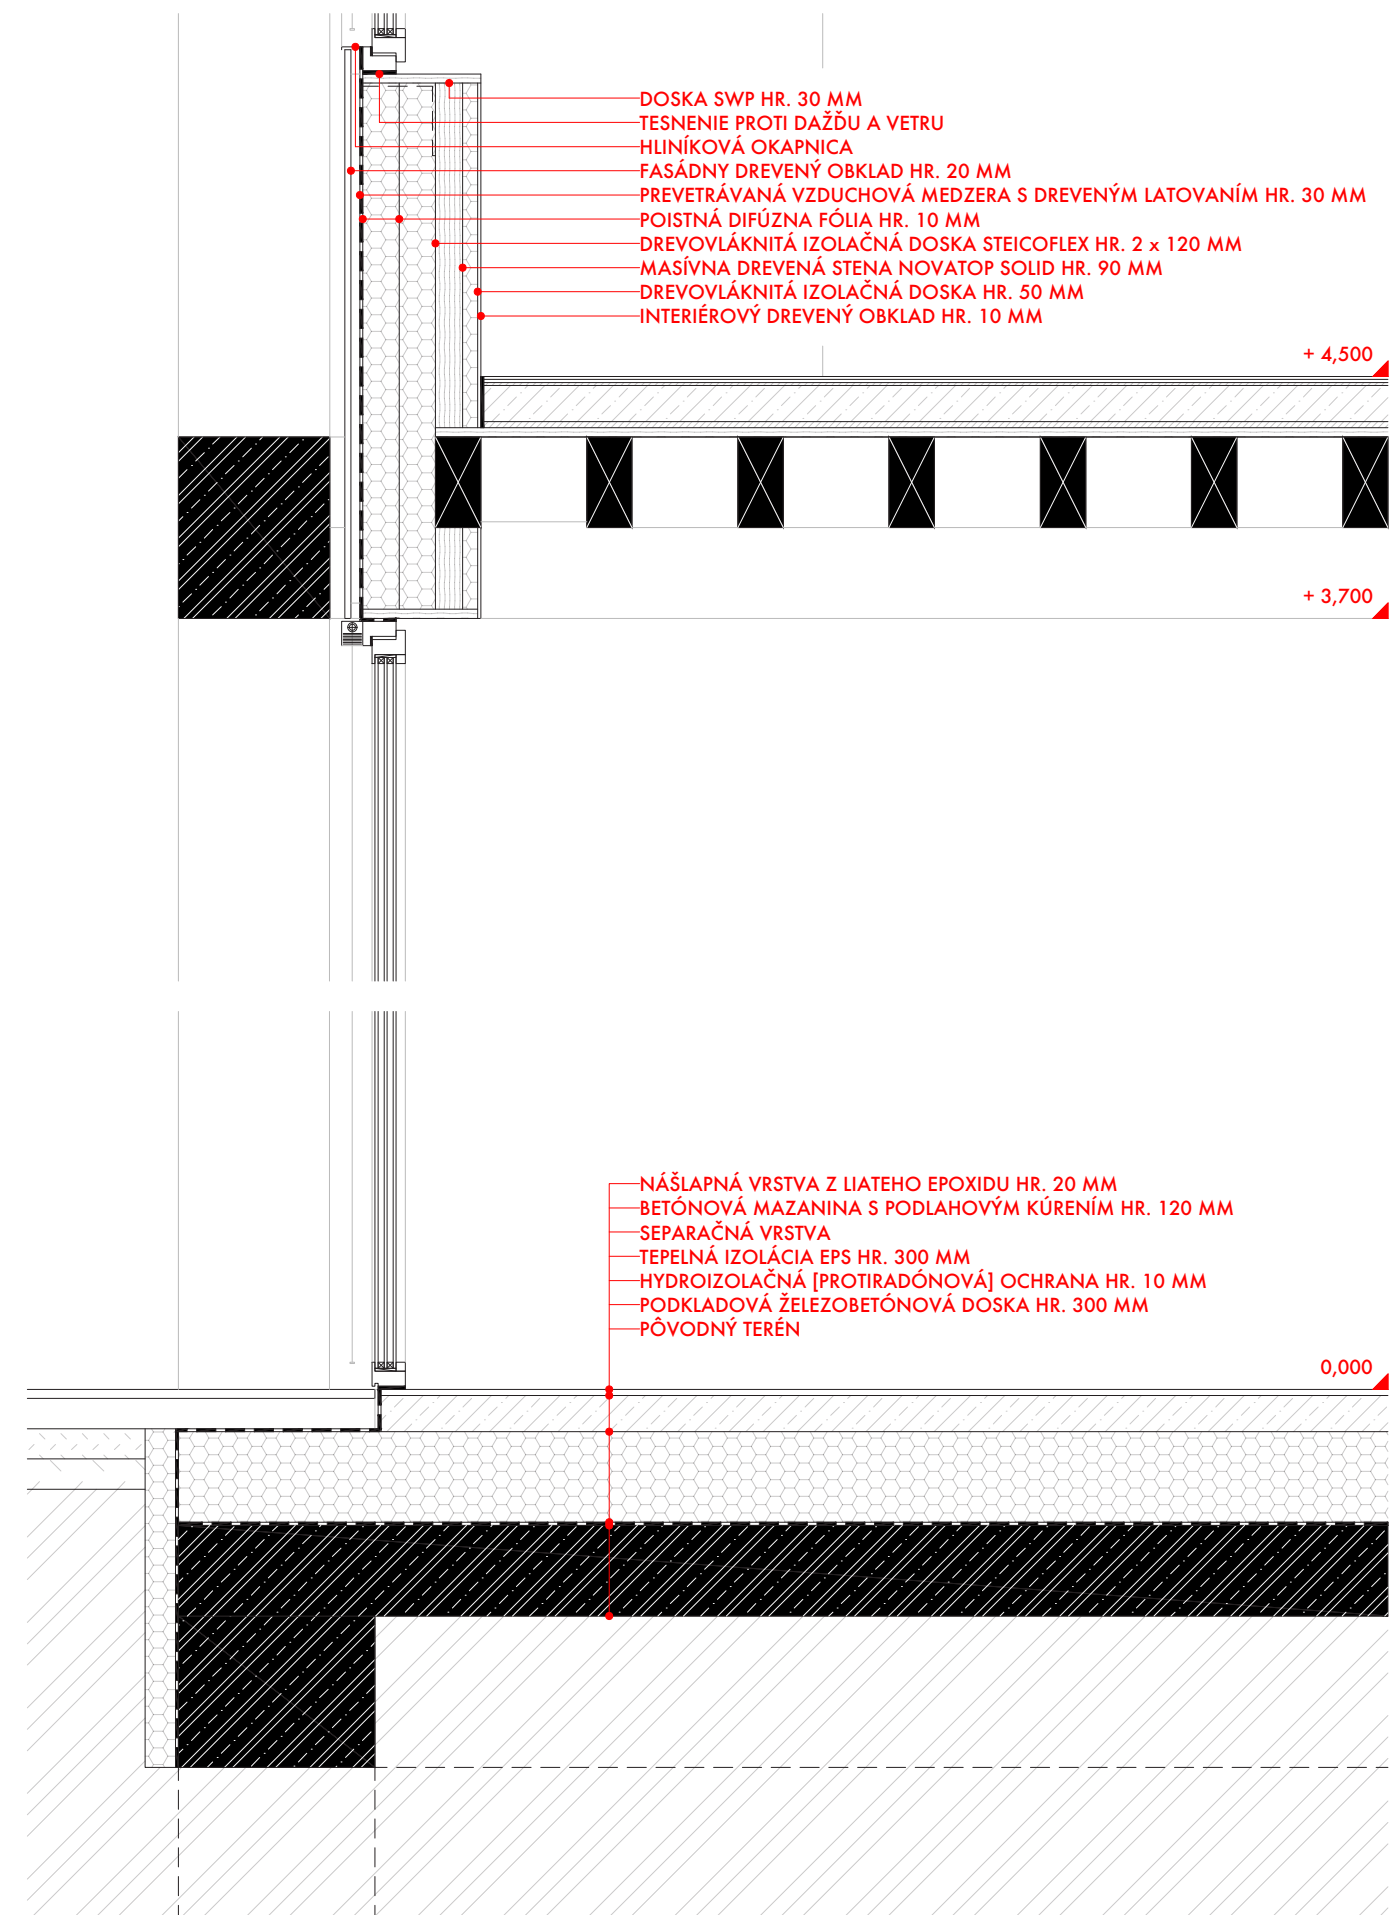 DOSKA SWP HR. 30 MM
TESNENIE PROTI DAŽĎU A VETRU
HLINÍKOVÁ OKAPNICA
FASÁDNY DREVENÝ OBKLAD HR. 20 MM
PREVETRÁVANÁ VZDUCHOVÁ MEDZERA S DREVENÝM LATOVANÍM HR. 30 MM
POISTNÁ DIFÚZNA FÓLIA HR. 10 MM
DREVOVLÁKNITÁ IZOLAČNÁ DOSKA STEICOFLEX HR. 2 x 120 MM
MASÍVNA DREVENÁ STENA NOVATOP SOLID HR. 90 MM
DREVOVLÁKNITÁ IZOLAČNÁ DOSKA HR. 50 MM
INTERIÉROVÝ DREVENÝ OBKLAD HR. 10 MM
+ 4,500
+ 3,700
NÁŠLAPNÁ VRSTVA Z LIATEHO EPOXIDU HR. 20 MM
BETÓNOVÁ MAZANINA S PODLAHOVÝM KÚRENÍM HR. 120 MM
SEPARAČNÁ VRSTVA
TEPELNÁ IZOLÁCIA EPS HR. 300 MM
HYDROIZOLAČNÁ [PROTIRADÓNOVÁ] OCHRANA HR. 10 MM
PODKLADOVÁ ŽELEZOBETÓNOVÁ DOSKA HR. 300 MM
PÔVODNÝ TERÉN
0,000